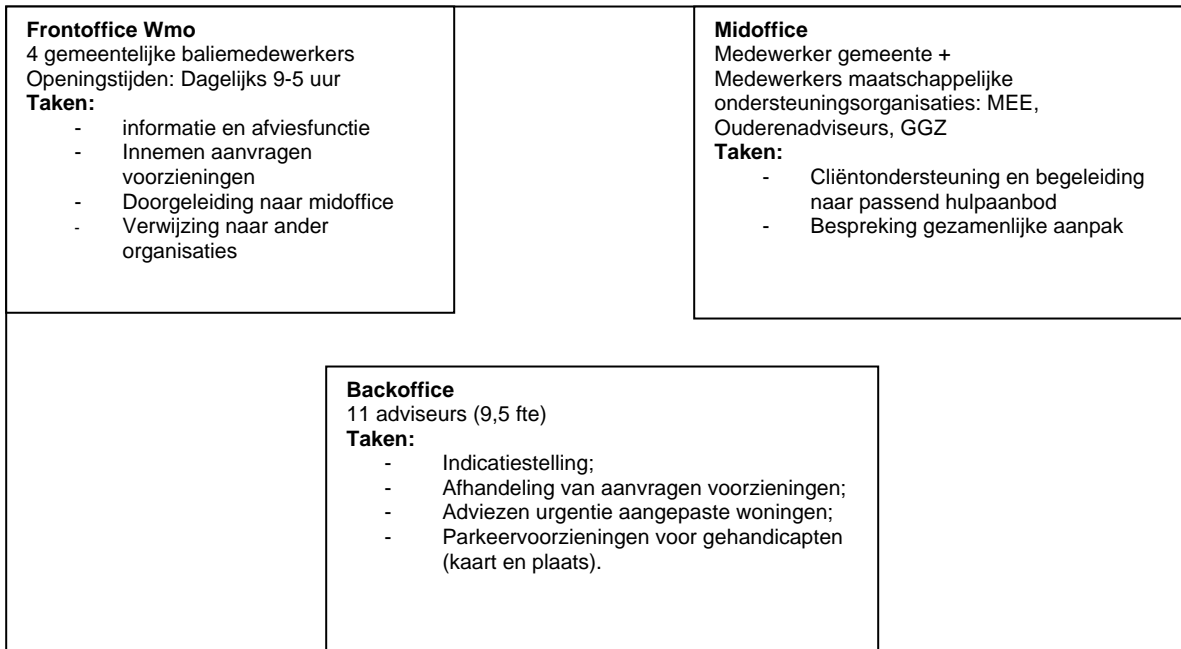 Frontoffice Wmo
4 gemeentelijke baliemedewerkers
Openingstijden: Dagelijks 9-5 uur
Taken:
- informatie en afviesfunctie
- Innemen aanvragen
voorzieningen
- Doorgeleiding naar midoffice
- Verwijzing naar ander
organisaties
Midoffice
Medewerker gemeente +
Medewerkers maatschappelijke
ondersteuningsorganisaties: MEE,
Ouderenadviseurs, GGZ
Taken:
- Cliëntondersteuning en begeleiding
naar passend hulpaanbod
- Bespreking gezamenlijke aanpak
Backoffice
11 adviseurs (9,5 fte)
Taken:
- Indicatiestelling;
- Afhandeling van aanvragen voorzieningen;
- Adviezen urgentie aangepaste woningen;
- Parkeervoorzieningen voor gehandicapten
(kaart en plaats).